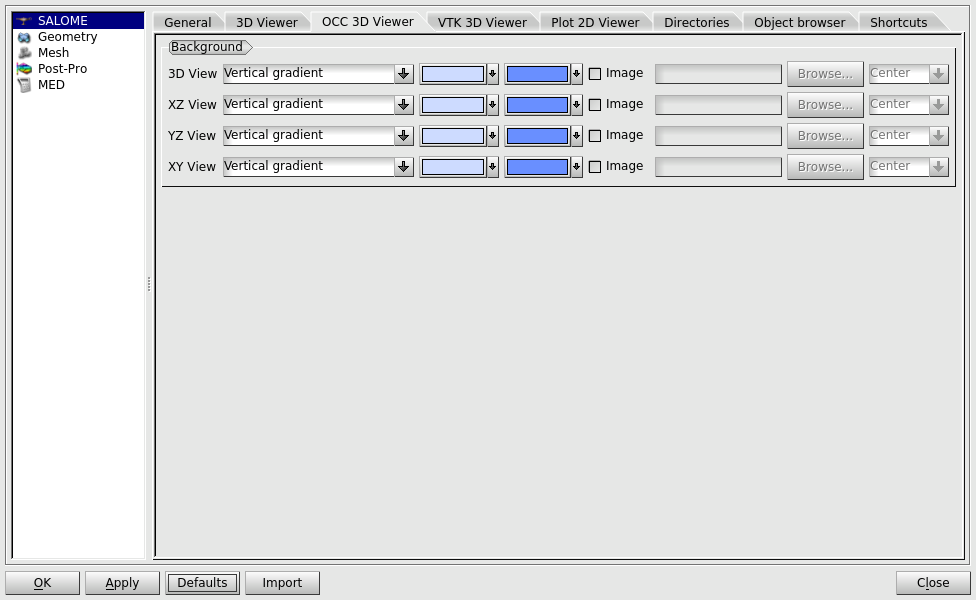 SALOME
Geometry
Mesh
Post-Pro
MED
General 3D Viewer OCC 3D Viewer VTK 3D Viewer Plot 2D Viewer Directories Object browser Shortcuts
Background
3D View Vertical gradient Image Browse... Center
XZ View Vertical gradient Image Browse... Center
YZ View Vertical gradient Image Browse... Center
XY View Vertical gradient Image Browse... Center
OK Apply Defaults Import Close